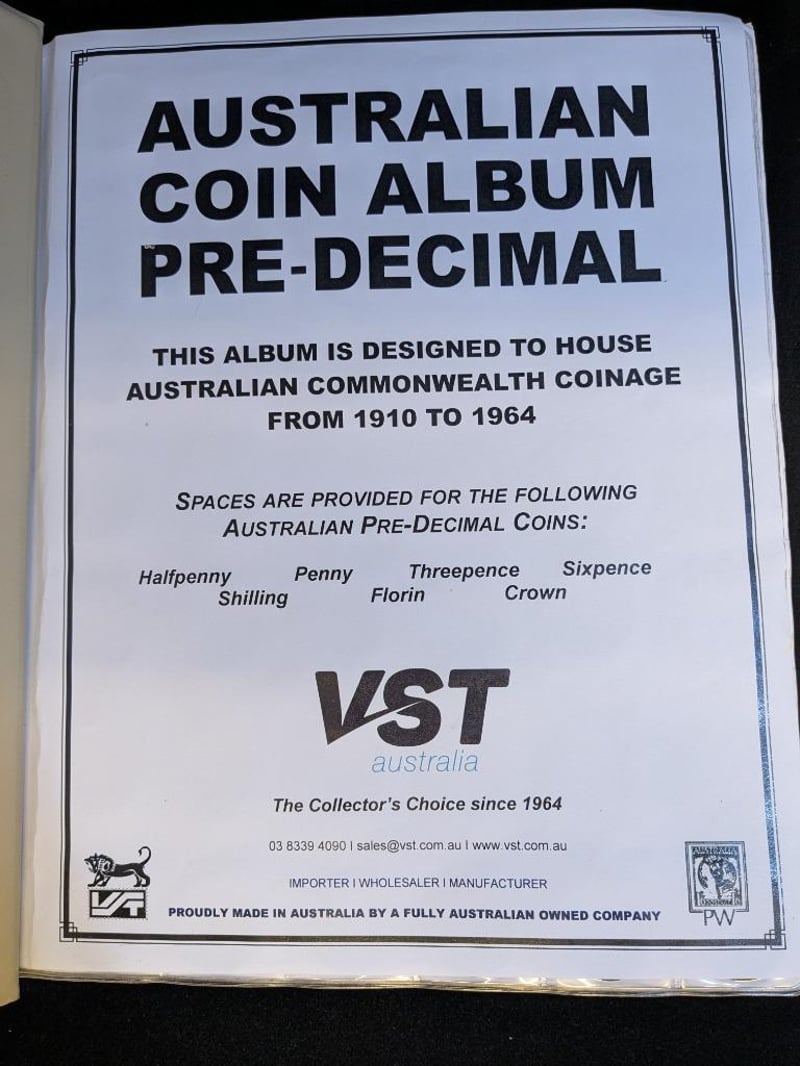 AUSTRALIAN
COIN ALBUM
PRE-DECIMAL
THIS ALBUM IS DESIGNED TO HOUSE
AUSTRALIAN COMMONWEALTH COINAGE
FROM 1910 TO 1964
SPACES ARE PROVIDED FOR THE FOLLOWING
AUSTRALIAN PRE-DECIMAL COINS:
Halfpenny Penny Threepence Sixpence
Shilling Florin Crown
VST
australia
The Collector's Choice since 1964
03 8339 4090 | sales@vst.com.au | www.vst.com.au
IMPORTER | WHOLESALER | MANUFACTURER
VST
PROUDLY MADE IN AUSTRALIA BY A FULLY AUSTRALIAN OWNED COMPANY
AUSTRALIA
PW